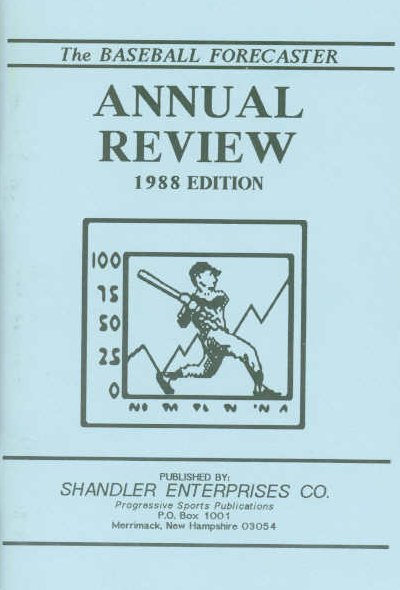 The BASEBALL FORECASTER
ANNUAL
REVIEW
1988 EDITION
100
75
50
25
0
PUBLISHED BY:
SHANDLER ENTERPRISES CO.
Progressive Sports Publications
P.O. Box 1001
Merrimack, New Hampshire 03054